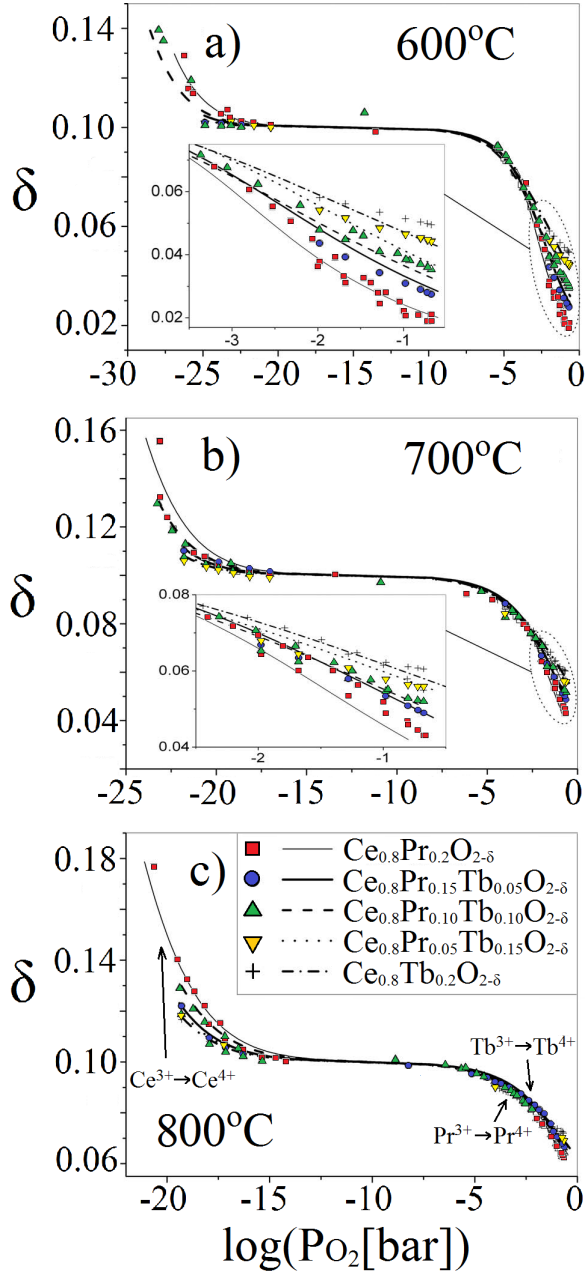 0.14
0.10
0.06
0.02
δ
a)
600°C
0.06
0.04
0.02
-3
-2
-1
-30
-25
-20
-15
-10
-5
0
0.16
0.12
0.08
0.04
δ
b)
700°C
0.08
0.06
0.04
-2
-1
-25
-20
-15
-10
-5
0
0.18
0.14
0.10
0.06
δ
c)
Ce0.8Pr0.2O2-δ
Ce0.8Pr0.15Tb0.05O2-δ
Ce0.8Pr0.10Tb0.10O2-δ
Ce0.8Pr0.05Tb0.15O2-δ
Ce0.8Tb0.2O2-δ
Tb3+→Tb4+
Ce3+→Ce4+
Pr3+→Pr4+
800°C
-20
-15
-10
-5
0
log(PO2[bar])